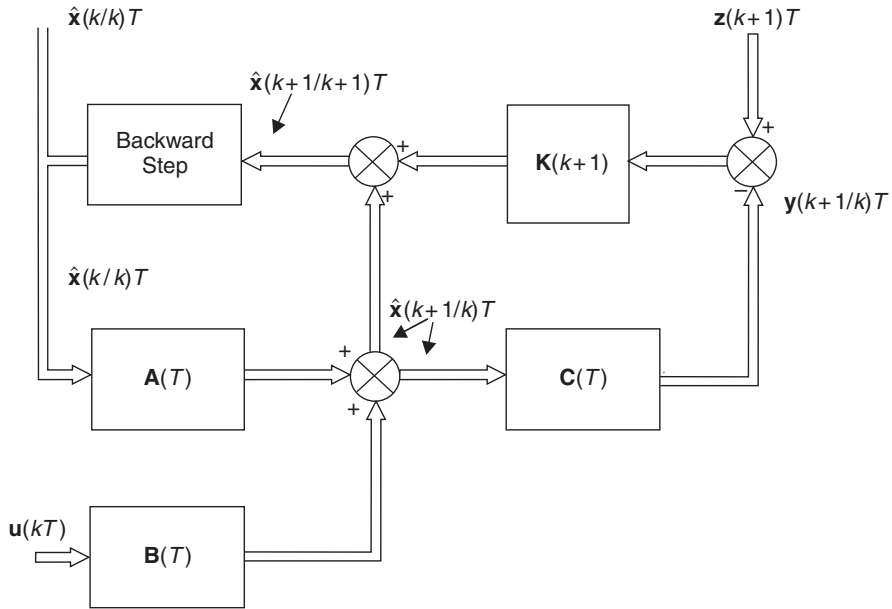 x̂(k/k)T
z(k+1)T
x̂(k+1/k+1)T
Backward
Step
+
K(k+1)
+
+
−
y(k+1/k)T
x̂(k/k)T
x̂(k+1/k)T
A(T)
+
+
C(T)
u(kT)
B(T)